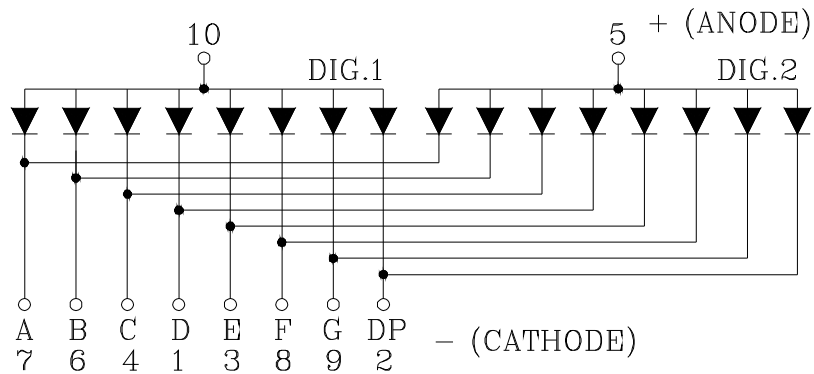 10
5
+ (ANODE)
DIG.1
DIG.2
A B C D E F G DP
7 6 4 1 3 8 9 2
- (CATHODE)